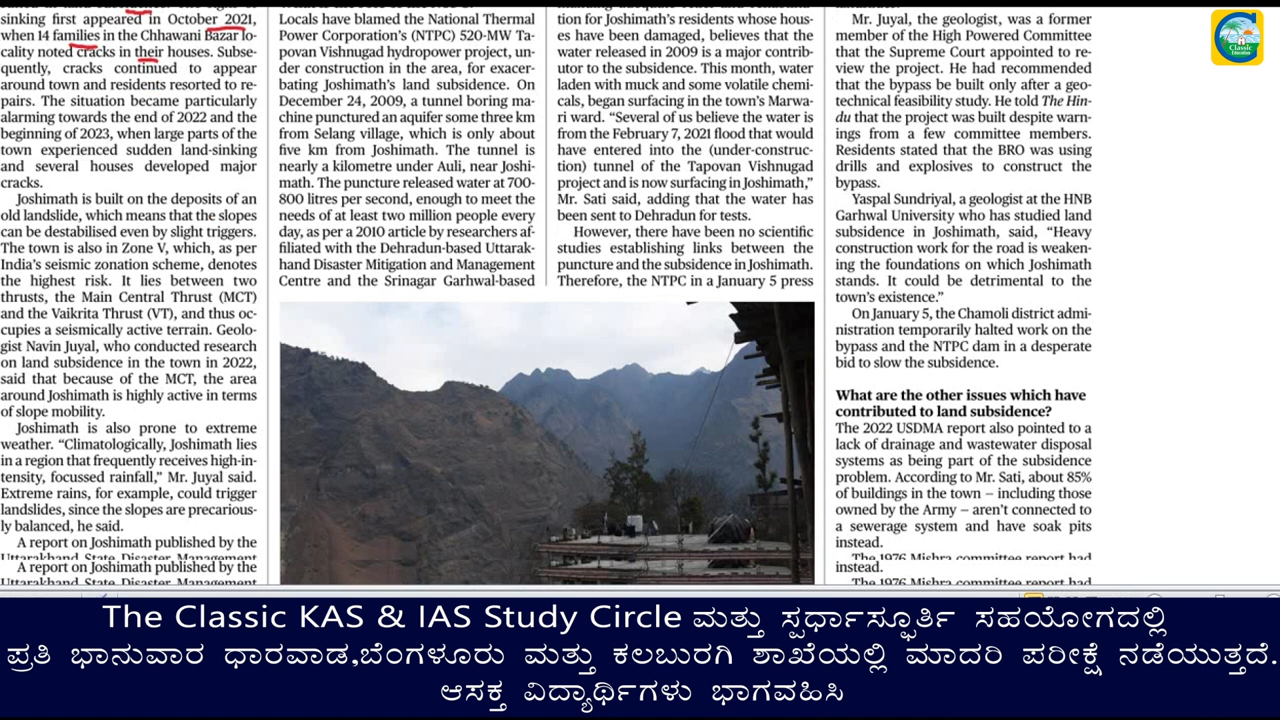 sinking first appeared in October 2021,
when 14 families in the Chhawani Bazar lo-
cality noted cracks in their houses. Subse-
quently, cracks continued to appear
around town and residents resorted to re-
pairs. The situation became particularly
alarming towards the end of 2022 and the
beginning of 2023, when large parts of the
town experienced sudden land-sinking
and several houses developed major
cracks.
Joshimath is built on the deposits of an
old landslide, which means that the slopes
can be destabilised even by slight triggers.
The town is also in Zone V, which, as per
India's seismic zonation scheme, denotes
the highest risk. It lies between two
thrusts, the Main Central Thrust (MCT)
and the Vaikrita Thrust (VT), and thus oc-
cupies a seismically active terrain. Geolo-
gist Navin Juyal, who conducted research
on land subsidence in the town in 2022,
said that because of the MCT, the area
around Joshimath is highly active in terms
of slope mobility.
Joshimath is also prone to extreme
weather. “Climatologically, Joshimath lies
in a region that frequently receives high-in-
tensity, focussed rainfall,” Mr. Juyal said.
Extreme rains, for example, could trigger
landslides, since the slopes are precarious-
ly balanced, he said.
A report on Joshimath published by the
Uttarakhand State Disaster Management
A report on Joshimath published by the
Uttarakhand State Disaster Management
Locals have blamed the National Thermal
Power Corporation's (NTPC) 520-MW Ta-
povan Vishnugad hydropower project, un-
der construction in the area, for exacer-
bating Joshimath's land subsidence. On
December 24, 2009, a tunnel boring ma-
chine punctured an aquifer some three km
from Selang village, which is only about
five km from Joshimath. The tunnel is
nearly a kilometre under Auli, near Joshi-
math. The puncture released water at 700-
800 litres per second, enough to meet the
needs of at least two million people every
day, as per a 2010 article by researchers af-
filiated with the Dehradun-based Uttarak-
hand Disaster Mitigation and Management
Centre and the Srinagar Garhwal-based
tion for Joshimath's residents whose hous-
es have been damaged, believes that the
water released in 2009 is a major contrib-
utor to the subsidence. This month, water
laden with muck and some volatile chemi-
cals, began surfacing in the town's Marwa-
ri ward. “Several of us believe the water is
from the February 7, 2021 flood that would
have entered into the (under-construc-
tion) tunnel of the Tapovan Vishnugad
project and is now surfacing in Joshimath,”
Mr. Sati said, adding that the water has
been sent to Dehradun for tests.
However, there have been no scientific
studies establishing links between the
puncture and the subsidence in Joshimath.
Therefore, the NTPC in a January 5 press
Mr. Juyal, the geologist, was a former
member of the High Powered Committee
that the Supreme Court appointed to re-
view the project. He had recommended
that the bypass be built only after a geo-
technical feasibility study. He told The Hin-
du that the project was built despite warn-
ings from a few committee members.
Residents stated that the BRO was using
drills and explosives to construct the
bypass.
Yaspal Sundriyal, a geologist at the HNB
Garhwal University who has studied land
subsidence in Joshimath, said, “Heavy
construction work for the road is weaken-
ing the foundations on which Joshimath
stands. It could be detrimental to the
town's existence.”
On January 5, the Chamoli district admi-
nistration temporarily halted work on the
bypass and the NTPC dam in a desperate
bid to slow the subsidence.
What are the other issues which have
contributed to land subsidence?
The 2022 USDMA report also pointed to a
lack of drainage and wastewater disposal
systems as being part of the subsidence
problem. According to Mr. Sati, about 85%
of buildings in the town – including those
owned by the Army – aren't connected to
a sewerage system and have soak pits
instead.
The 1976 Mishra committee report had
instead.
The 1976 Mishra committee report had
Classic
Education
The Classic KAS & IAS Study Circle ಮತ್ತು ಸ್ಪರ್ಧಾಸ್ಫೂರ್ತಿ ಸಹಯೋಗದಲ್ಲಿ
ಪ್ರತಿ ಭಾನುವಾರ ಧಾರವಾಡ,ಬೆಂಗಳೂರು ಮತ್ತು ಕಲಬುರಗಿ ಶಾಖೆಯಲ್ಲಿ ಮಾದರಿ ಪರೀಕ್ಷೆ ನಡೆಯುತ್ತದೆ.
ಆಸಕ್ತ ವಿದ್ಯಾರ್ಥಿಗಳು ಭಾಗವಹಿಸಿ